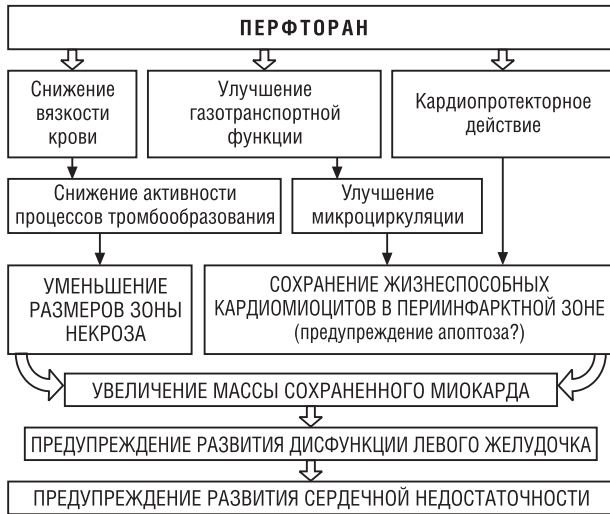 ПЕРФТОРАН
Снижение
вязкости
крови
Улучшение
газотранспортной
функции
Кардиопротекторное
действие
Снижение активности
процессов тромбообразования
Улучшение
микроциркуляции
УМЕНЬШЕНИЕ
РАЗМЕРОВ ЗОНЫ
НЕКРОЗА
СОХРАНЕНИЕ ЖИЗНЕСПОСОБНЫХ
КАРДИОМИОЦИТОВ В ПЕРИИНФАРКТНОЙ ЗОНЕ
(предупреждение апоптоза?)
УВЕЛИЧЕНИЕ МАССЫ СОХРАНЕННОГО МИОКАРДА
ПРЕДУПРЕЖДЕНИЕ РАЗВИТИЯ ДИСФУНКЦИИ ЛЕВОГО ЖЕЛУДОЧКА
ПРЕДУПРЕЖДЕНИЕ РАЗВИТИЯ СЕРДЕЧНОЙ НЕДОСТАТОЧНОСТИ